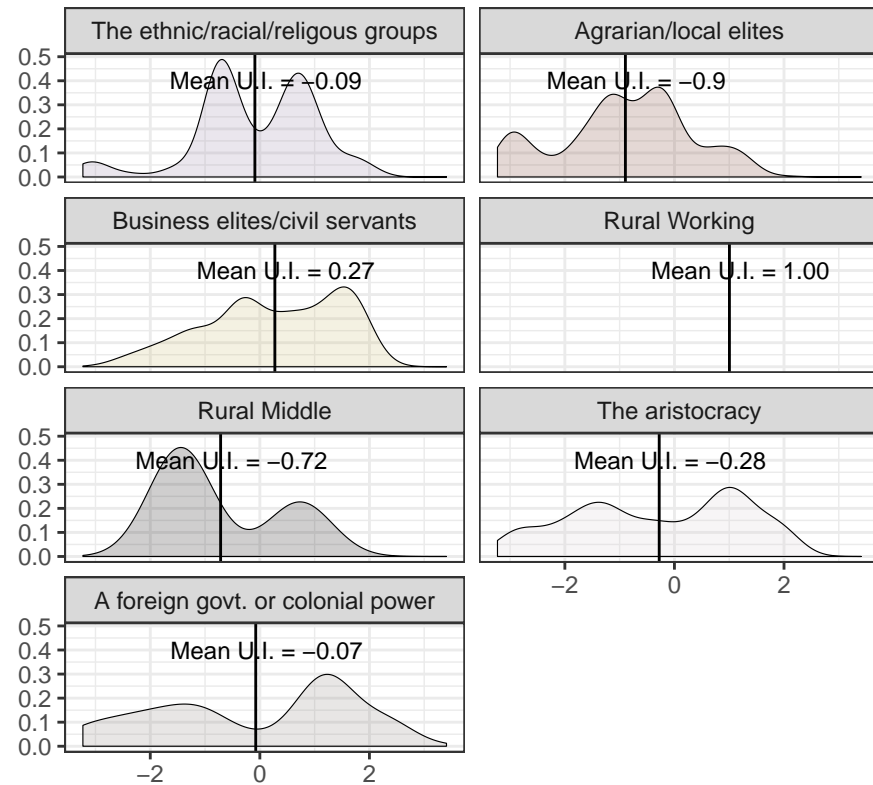 The ethnic/racial/religous groups
Agrarian/local elites
0.5
0.4
0.3
0.2
0.1
0.0
Mean U.I. = −0.09
Mean U.I. = −0.9
Business elites/civil servants
Rural Working
0.5
0.4
0.3
0.2
0.1
0.0
Mean U.I. = 0.27
Mean U.I. = 1.00
Rural Middle
The aristocracy
0.5
0.4
0.3
0.2
0.1
0.0
Mean U.I. = −0.72
Mean U.I. = −0.28
−2 0 2
A foreign govt. or colonial power
0.5
0.4
0.3
0.2
0.1
0.0
Mean U.I. = −0.07
−2 0 2